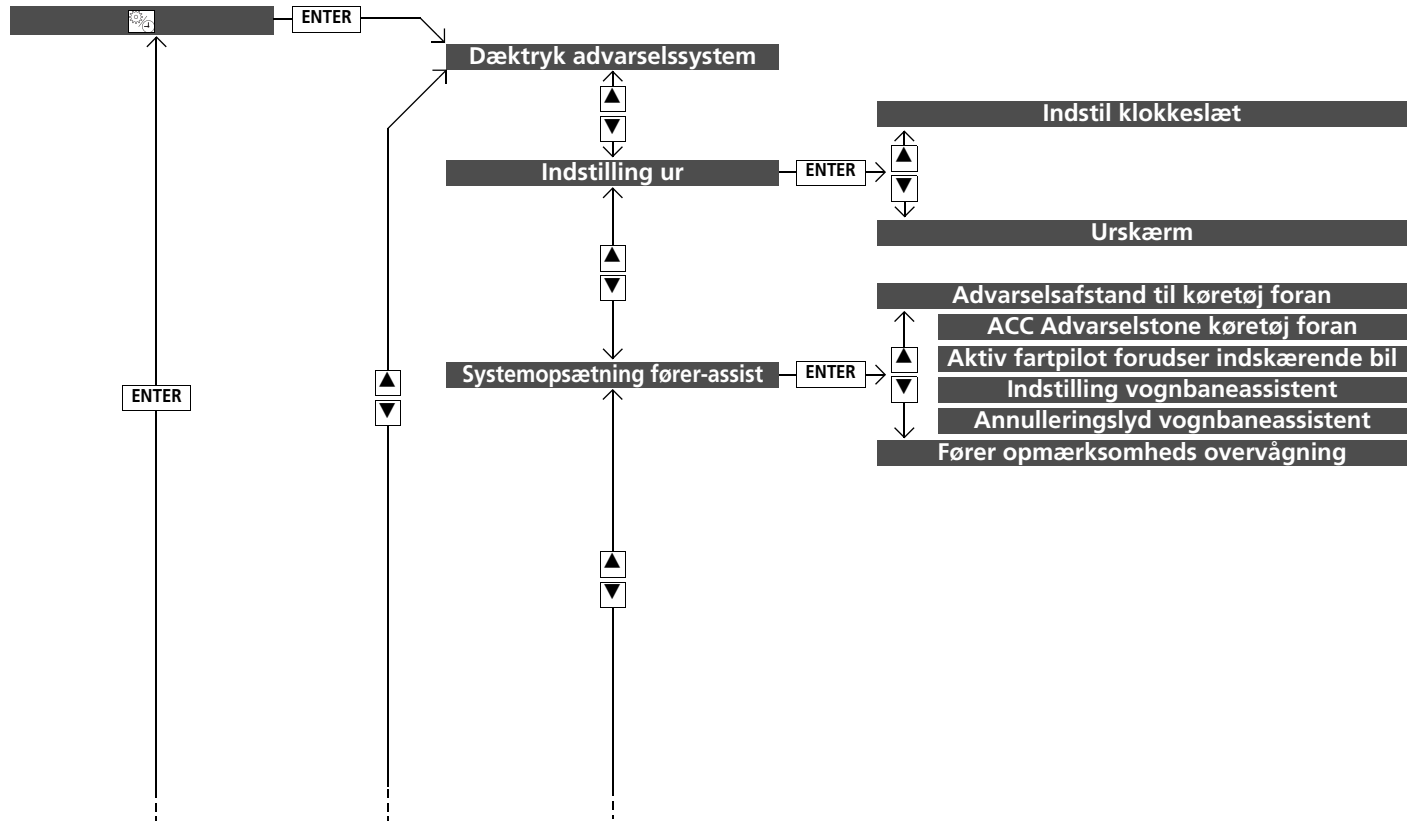 ENTER
Dæktryk advarselssystem
▲
▼
Indstil klokkeslæt
Indstilling ur
ENTER
▲
▼
Urskærm
▲
▼
Advarselsafstand til køretøj foran
ACC Advarselstone køretøj foran
Aktiv fartpilot forudser indskærende bil
Systemopsætning fører-assist
ENTER
▲
▼
Indstilling vognbaneassistent
Annulleringslyd vognbaneassistent
Fører opmærksomheds overvågning
ENTER
▲
▼
▲
▼